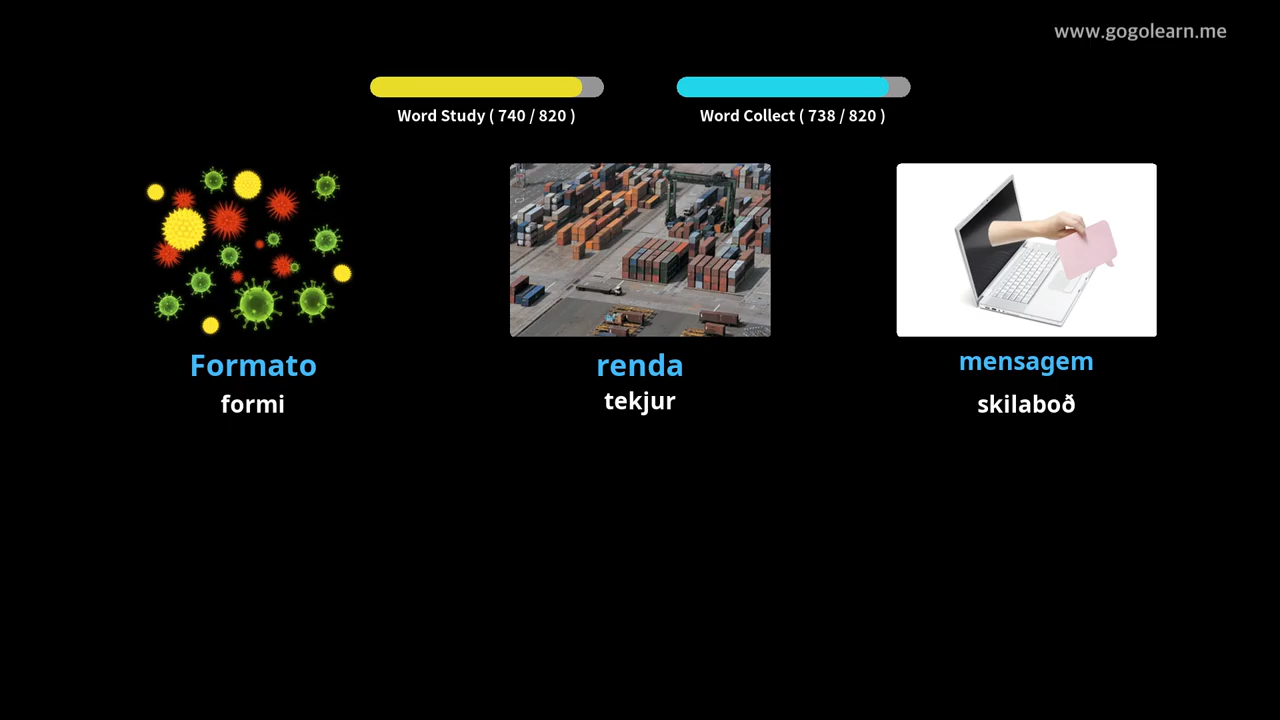 www.gogolearn.me
Word Study ( 740 / 820 )
Word Collect ( 738 / 820 )
Formato
formi
renda
tekjur
mensagem
skilaboð